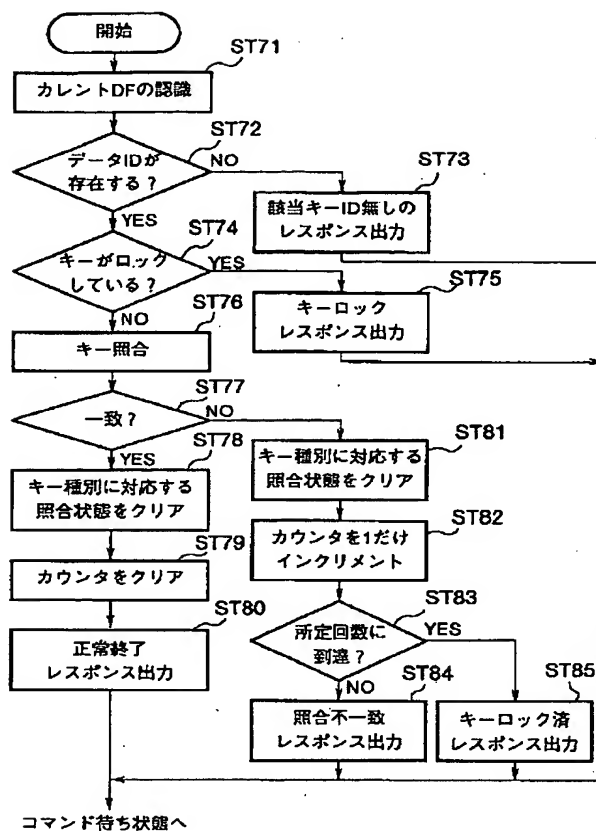 開始
ST71
カレントDFの認識
ST72
データIDが
存在する?
NO
ST73
該当キーID無しの
レスポンス出力
YES
ST74
キーがロック
している?
YES
ST75
キーロック
レスポンス出力
NO
ST76
キー照合
ST77
一致?
NO
YES
ST78
キー種別に対応する
照合状態をクリア
ST81
キー種別に対応する
照合状態をクリア
ST79
カウンタをクリア
ST82
カウンタを1だけ
インクリメント
ST80
正常終了
レスポンス出力
ST83
所定回数に
到達?
YES
NO
ST84
照合不一致
レスポンス出力
ST85
キーロック済
レスポンス出力
コマンド待ち状態へ